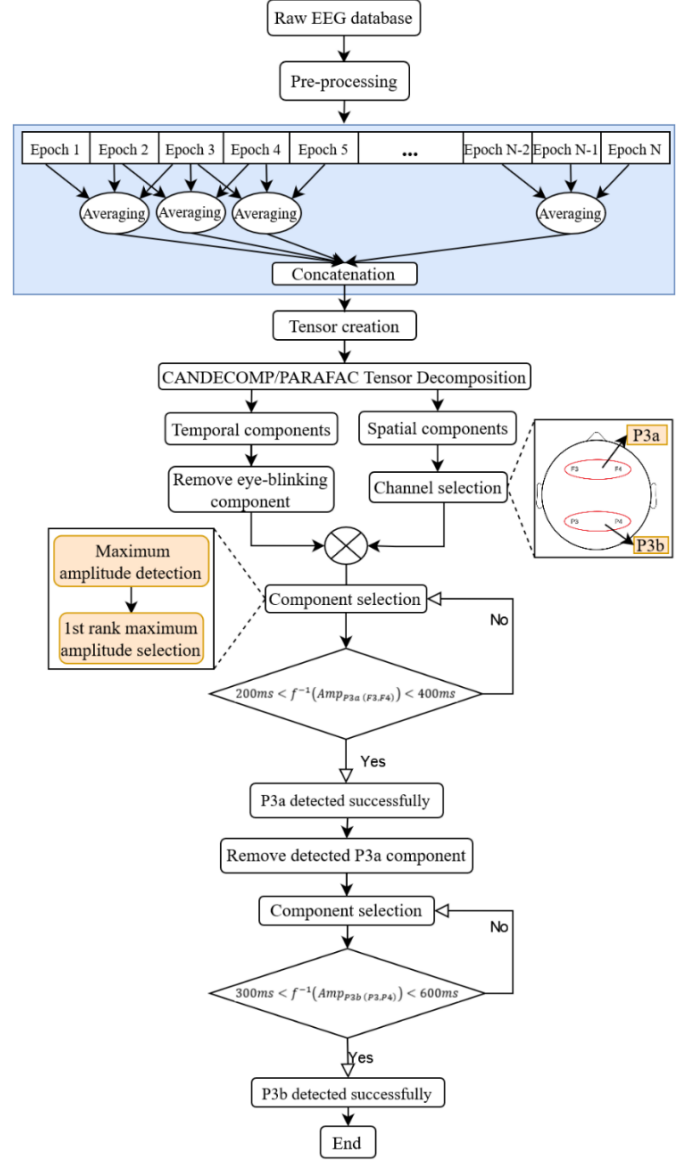 Raw EEG database
Pre-processing
Epoch 1 Epoch 2 Epoch 3 Epoch 4 Epoch 5 ... Epoch N-2 Epoch N-1 Epoch N
Averaging Averaging Averaging Averaging
Concatenation
Tensor creation
CANDECOMP/PARAFAC Tensor Decomposition
Temporal components
Spatial components
Remove eye-blinking
component
Channel selection
P3a
F3 F4
P3 P4
P3b
Maximum
amplitude detection
1st rank maximum
amplitude selection
Component selection
No
200ms < f⁻¹(Amp_P3a (F3,F4)) < 400ms
Yes
P3a detected successfully
Remove detected P3a component
Component selection
No
300ms < f⁻¹(Amp_P3b (P3,P4)) < 600ms
Yes
P3b detected successfully
End